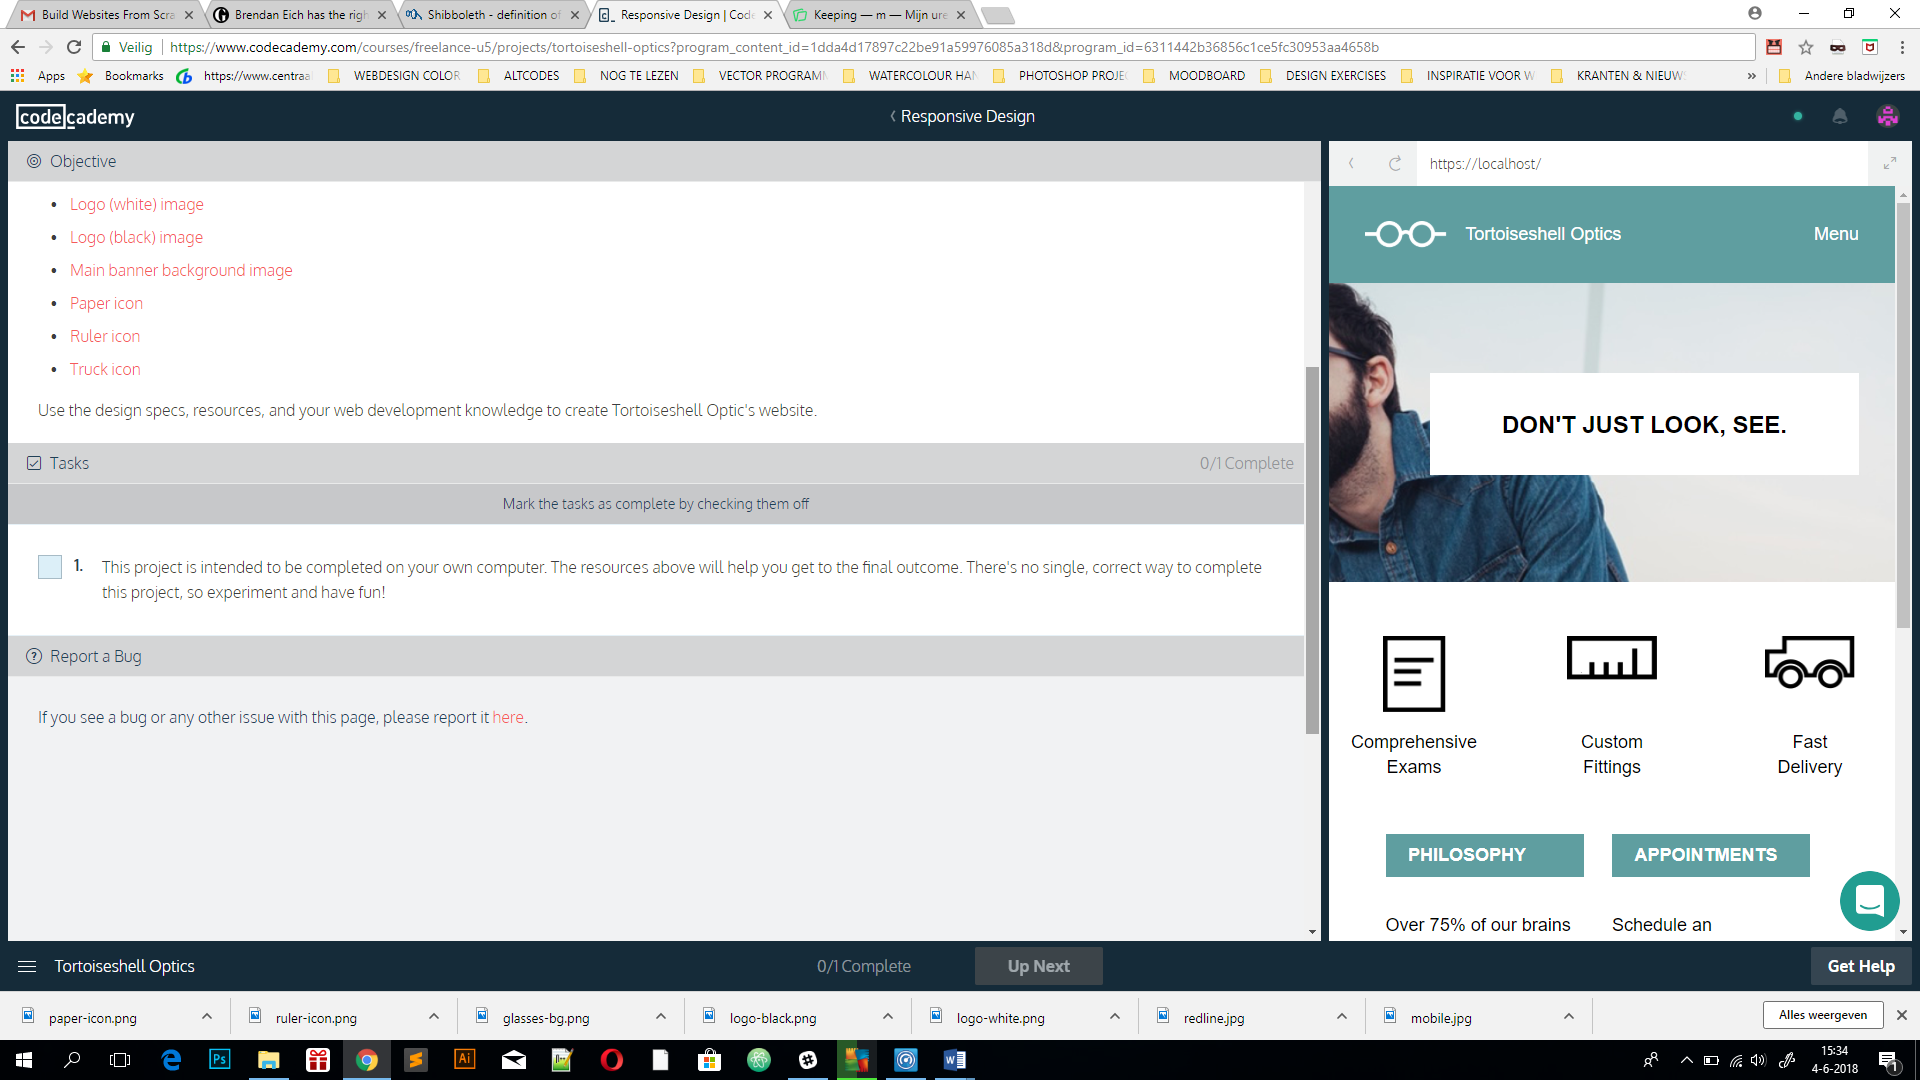 Build Websites From Scra
Brendan Eich has the righ
Shibboleth - definition of
Responsive Design | Code
Keeping — m — Mijn ure
Veilig
https://www.codecademy.com/courses/freelance-u5/projects/tortoiseshell-optics?program_content_id=1dda4d17897c22be91a59976085a318d&program_id=6311442b36856c1ce5fc30953aa4658b
Apps
Bookmarks
https://www.centraa
WEBDESIGN COLOR
ALTCODES
NOG TE LEZEN
VECTOR PROGRAMM
WATERCOLOUR HAN
PHOTOSHOP PROJEC
MOODBOARD
DESIGN EXERCISES
INSPIRATIE VOOR W
KRANTEN & NIEUWS
»
Andere bladwijzers
codecademy
Responsive Design
Objective
Logo (white) image
Logo (black) image
Main banner background image
Paper icon
Ruler icon
Truck icon
Use the design specs, resources, and your web development knowledge to create Tortoiseshell Optic's website.
Tasks
0/1 Complete
Mark the tasks as complete by checking them off
1. This project is intended to be completed on your own computer. The resources above will help you get to the final outcome. There's no single, correct way to complete
this project, so experiment and have fun!
Report a Bug
If you see a bug or any other issue with this page, please report it here.
https://localhost/
Tortoiseshell Optics
Menu
DON'T JUST LOOK, SEE.
Comprehensive
Exams
Custom
Fittings
Fast
Delivery
PHILOSOPHY
APPOINTMENTS
Over 75% of our brains
Schedule an
Tortoiseshell Optics
0/1 Complete
Up Next
Get Help
paper-icon.png
ruler-icon.png
glasses-bg.png
logo-black.png
logo-white.png
redline.jpg
mobile.jpg
Alles weergeven
Ps
Ai
15:34
4-6-2018
1